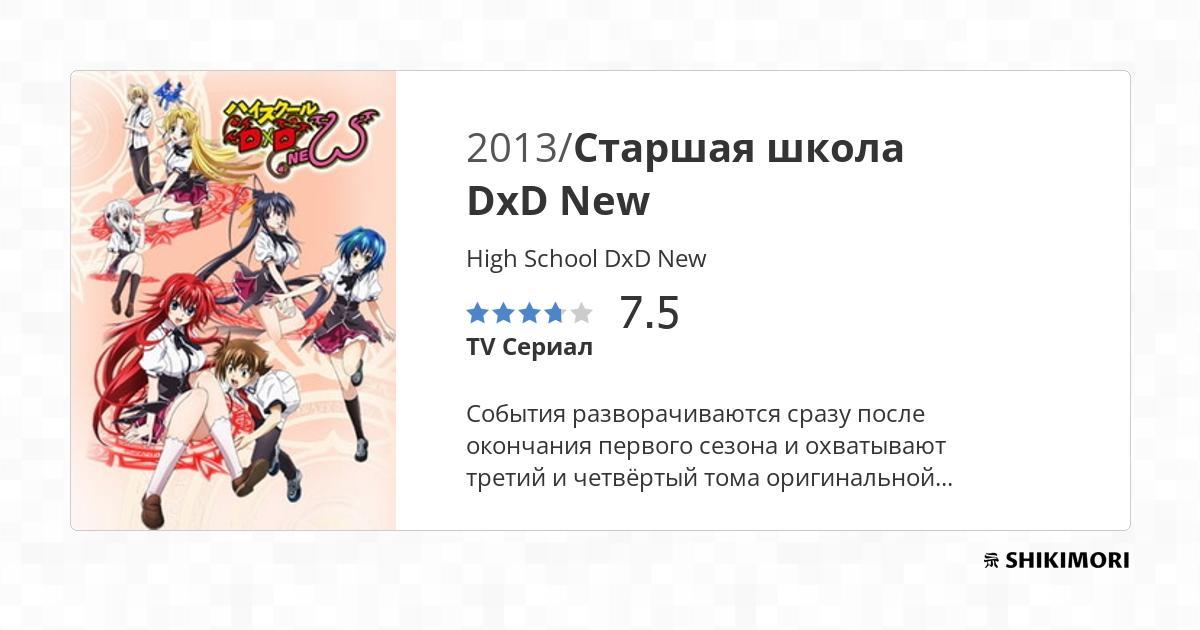 ハイスクール
D×D
NEW
2013/Старшая школа
DxD New
High School DxD New
7.5
TV Сериал
События разворачиваются сразу после
окончания первого сезона и охватывают
третий и четвёртый тома оригинальной...
SHIKIMORI